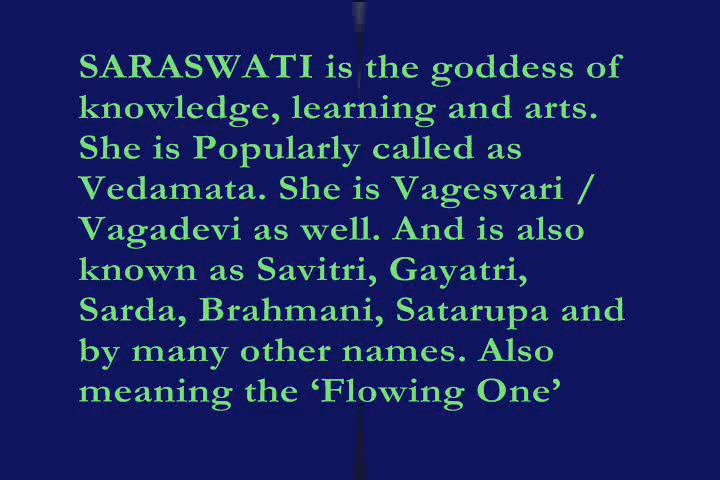 SARASWATI is the goddess of
knowledge, learning and arts.
She is Popularly called as
Vedamata. She is Vagesvari /
Vagadevi as well. And is also
known as Savitri, Gayatri,
Sarda, Brahmani, Satarupa and
by many other names. Also
meaning the ‘Flowing One’